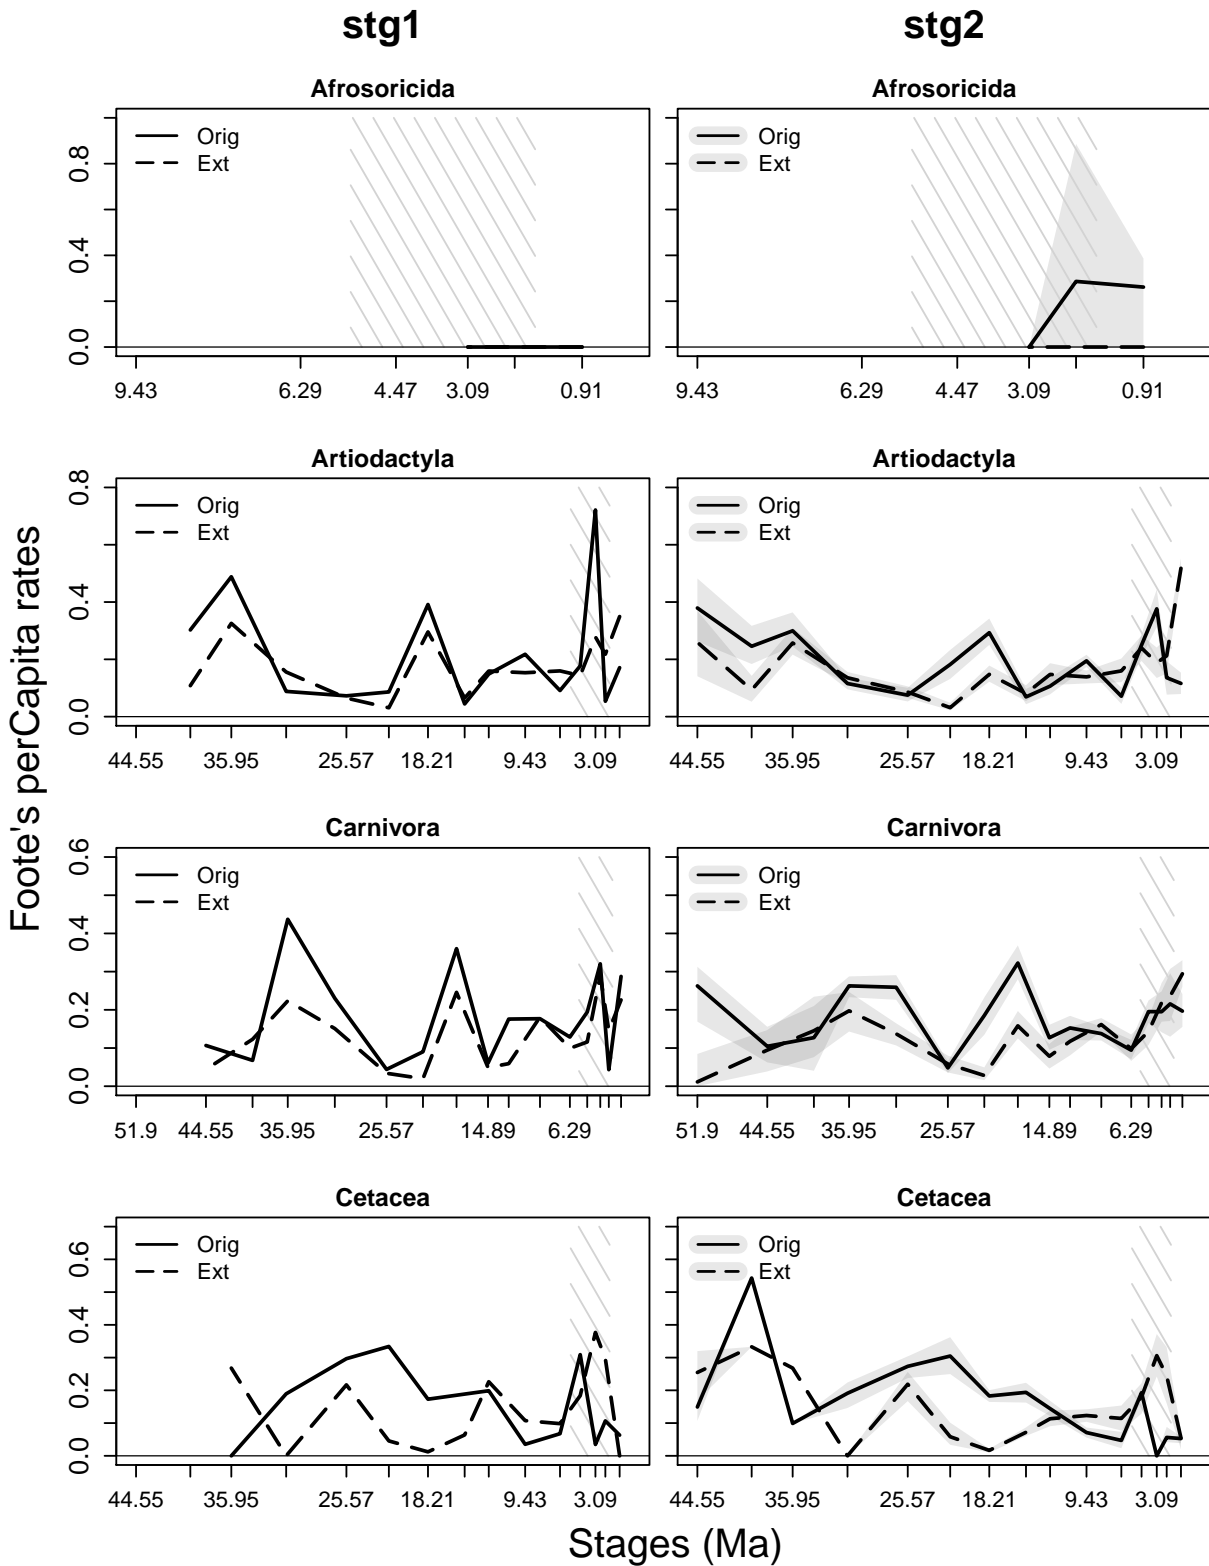 stg1 stg2
Afrosoricida Afrosoricida
Orig Orig
Ext Ext
0.8
0.4
0.0
9.43 6.29 4.47 3.09 0.91 9.43 6.29 4.47 3.09 0.91
Artiodactyla Artiodactyla
Orig Orig
Ext Ext
0.8
0.4
0.0
44.55 35.95 25.57 18.21 9.43 3.09 44.55 35.95 25.57 18.21 9.43 3.09
Foote's perCapita rates
Carnivora Carnivora
Orig Orig
Ext Ext
0.6
0.4
0.2
0.0
51.9 44.55 35.95 25.57 14.89 6.29 51.9 44.55 35.95 25.57 14.89 6.29
Cetacea Cetacea
Orig Orig
Ext Ext
0.6
0.4
0.2
0.0
44.55 35.95 25.57 18.21 9.43 3.09 44.55 35.95 25.57 18.21 9.43 3.09
Stages (Ma)